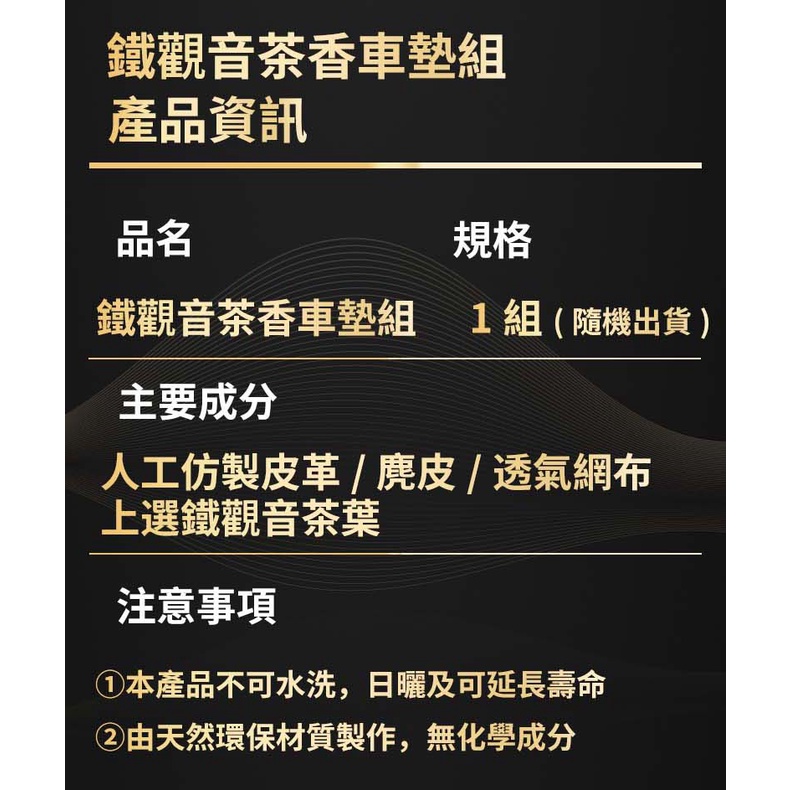 鐵觀音茶香車墊組
產品資訊
品名 規格
鐵觀音茶香車墊組 1 組 ( 隨機出貨 )
主要成分
人工仿製皮革 / 麂皮 / 透氣網布
上選鐵觀音茶葉
注意事項
①本產品不可水洗，日曬及可延長壽命
②由天然環保材質製作，無化學成分